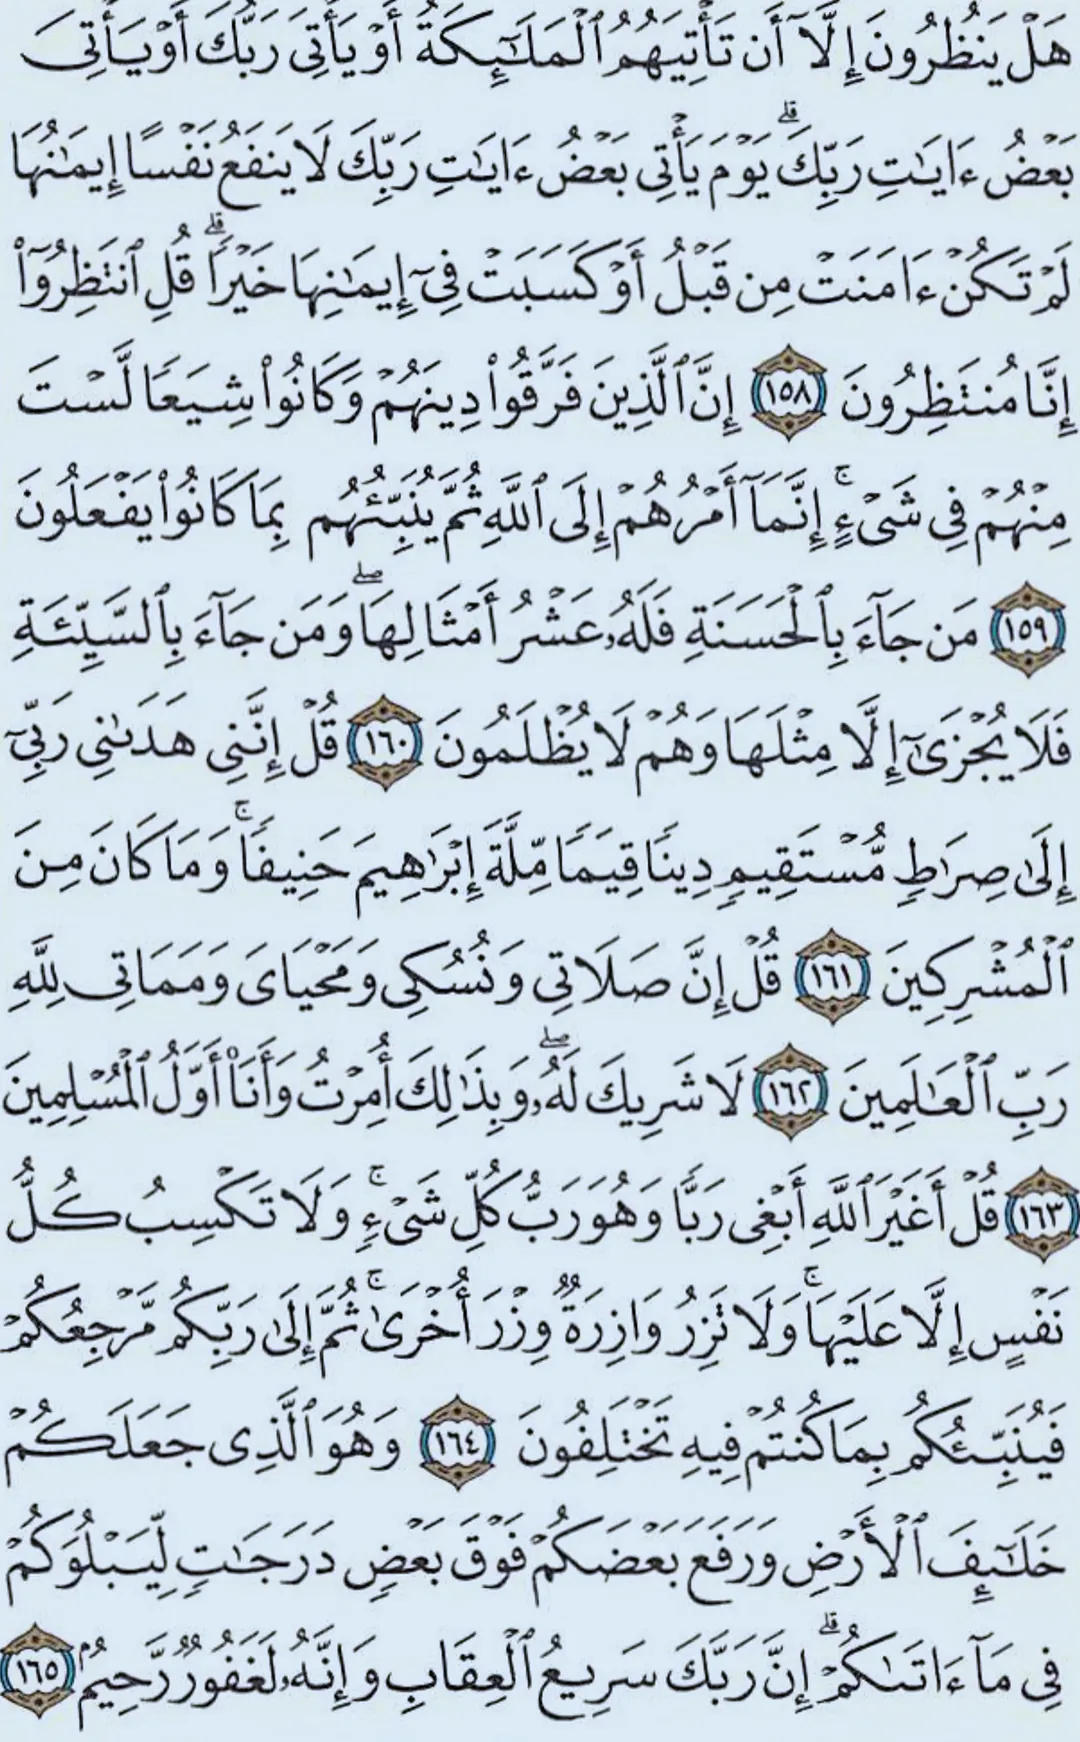 هَلْ يَنظُرُونَ إِلَّآ أَن تَأْتِيَهُمُ ٱلْمَلَـٰٓئِكَةُ أَوْ يَأْتِىَ رَبُّكَ أَوْ يَأْتِىَ
بَعْضُ ءَايَـٰتِ رَبِّكَ ۗ يَوْمَ يَأْتِى بَعْضُ ءَايَـٰتِ رَبِّكَ لَا يَنفَعُ نَفْسًا إِيمَـٰنُهَا
لَمْ تَكُنْ ءَامَنَتْ مِن قَبْلُ أَوْ كَسَبَتْ فِىٓ إِيمَـٰنِهَا خَيْرًا ۗ قُلِ ٱنتَظِرُوٓا۟
إِنَّا مُنتَظِرُونَ ١٥٨ إِنَّ ٱلَّذِينَ فَرَّقُوا۟ دِينَهُمْ وَكَانُوا۟ شِيَعًا لَّسْتَ
مِنْهُمْ فِى شَىْءٍ ۚ إِنَّمَآ أَمْرُهُمْ إِلَى ٱللَّهِ ثُمَّ يُنَبِّئُهُم بِمَا كَانُوا۟ يَفْعَلُونَ
١٥٩ مَن جَآءَ بِٱلْحَسَنَةِ فَلَهُۥ عَشْرُ أَمْثَالِهَا ۖ وَمَن جَآءَ بِٱلسَّيِّئَةِ
فَلَا يُجْزَىٰٓ إِلَّا مِثْلَهَا وَهُمْ لَا يُظْلَمُونَ ١٦٠ قُلْ إِنَّنِى هَدَىٰنِى رَبِّىٓ
إِلَىٰ صِرَٰطٍ مُّسْتَقِيمٍ دِينًا قِيَمًا مِّلَّةَ إِبْرَٰهِيمَ حَنِيفًا ۚ وَمَا كَانَ مِنَ
ٱلْمُشْرِكِينَ ١٦١ قُلْ إِنَّ صَلَاتِى وَنُسُكِى وَمَحْيَاىَ وَمَمَاتِى لِلَّهِ
رَبِّ ٱلْعَـٰلَمِينَ ١٦٢ لَا شَرِيكَ لَهُۥ ۖ وَبِذَٰلِكَ أُمِرْتُ وَأَنَا۠ أَوَّلُ ٱلْمُسْلِمِينَ
١٦٣ قُلْ أَغَيْرَ ٱللَّهِ أَبْغِى رَبًّا وَهُوَ رَبُّ كُلِّ شَىْءٍ ۚ وَلَا تَكْسِبُ كُلُّ
نَفْسٍ إِلَّا عَلَيْهَا ۚ وَلَا تَزِرُ وَازِرَةٌ وِزْرَ أُخْرَىٰ ۚ ثُمَّ إِلَىٰ رَبِّكُم مَّرْجِعُكُمْ
فَيُنَبِّئُكُم بِمَا كُنتُمْ فِيهِ تَخْتَلِفُونَ ١٦٤ وَهُوَ ٱلَّذِى جَعَلَكُمْ
خَلَـٰٓئِفَ ٱلْأَرْضِ وَرَفَعَ بَعْضَكُمْ فَوْقَ بَعْضٍ دَرَجَـٰتٍ لِّيَبْلُوَكُمْ
فِى مَآ ءَاتَىٰكُمْ ۗ إِنَّ رَبَّكَ سَرِيعُ ٱلْعِقَابِ وَإِنَّهُۥ لَغَفُورٌ رَّحِيمٌۢ ١٦٥